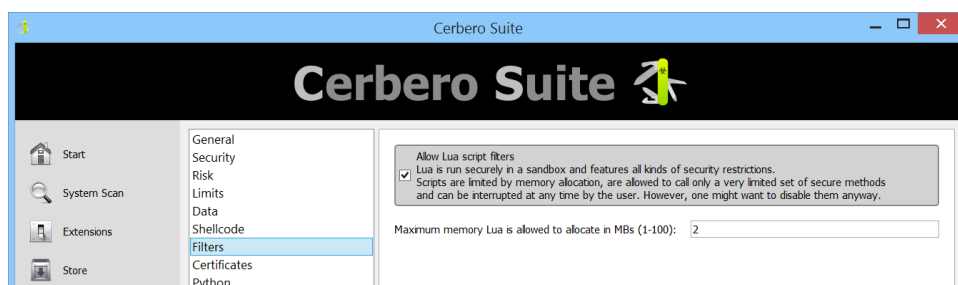 Cerbero Suite
Cerbero Suite
Start
System Scan
Extensions
Store
General
Security
Risk
Limits
Data
Shellcode
Filters
Certificates
Python
Allow Lua script filters
Lua is run securely in a sandbox and features all kinds of security restrictions.
Scripts are limited by memory allocation, are allowed to call only a very limited set of secure methods
and can be interrupted at any time by the user. However, one might want to disable them anyway.
Maximum memory Lua is allowed to allocate in MBs (1-100): 2